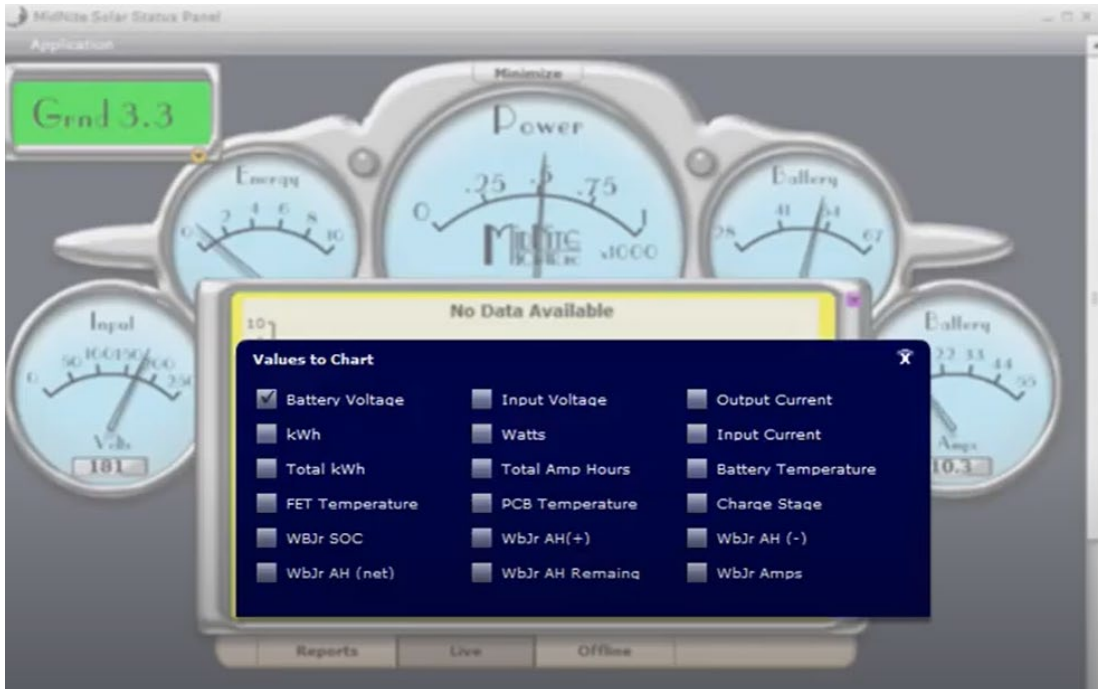 MidNite Solar Status Panel
Application
Minimize
Grnd 3.3
Power
0 .25 .5 .75 1
x1000
MIDNITE
Energy
0 2 4 6 8 10
Battery
28 41 54 67
Input
0 50 100 150 200 250
Volts
181
Battery
22 33 44 55
Amps
10.3
No Data Available
10
Values to Chart
X
Battery Voltage Input Voltage Output Current
kWh Watts Input Current
Total kWh Total Amp Hours Battery Temperature
FET Temperature PCB Temperature Charge Stage
WBJr SOC WbJr AH(+) WbJr AH (-)
WbJr AH (net) WbJr AH Remaing WbJr Amps
Reports Live Offline